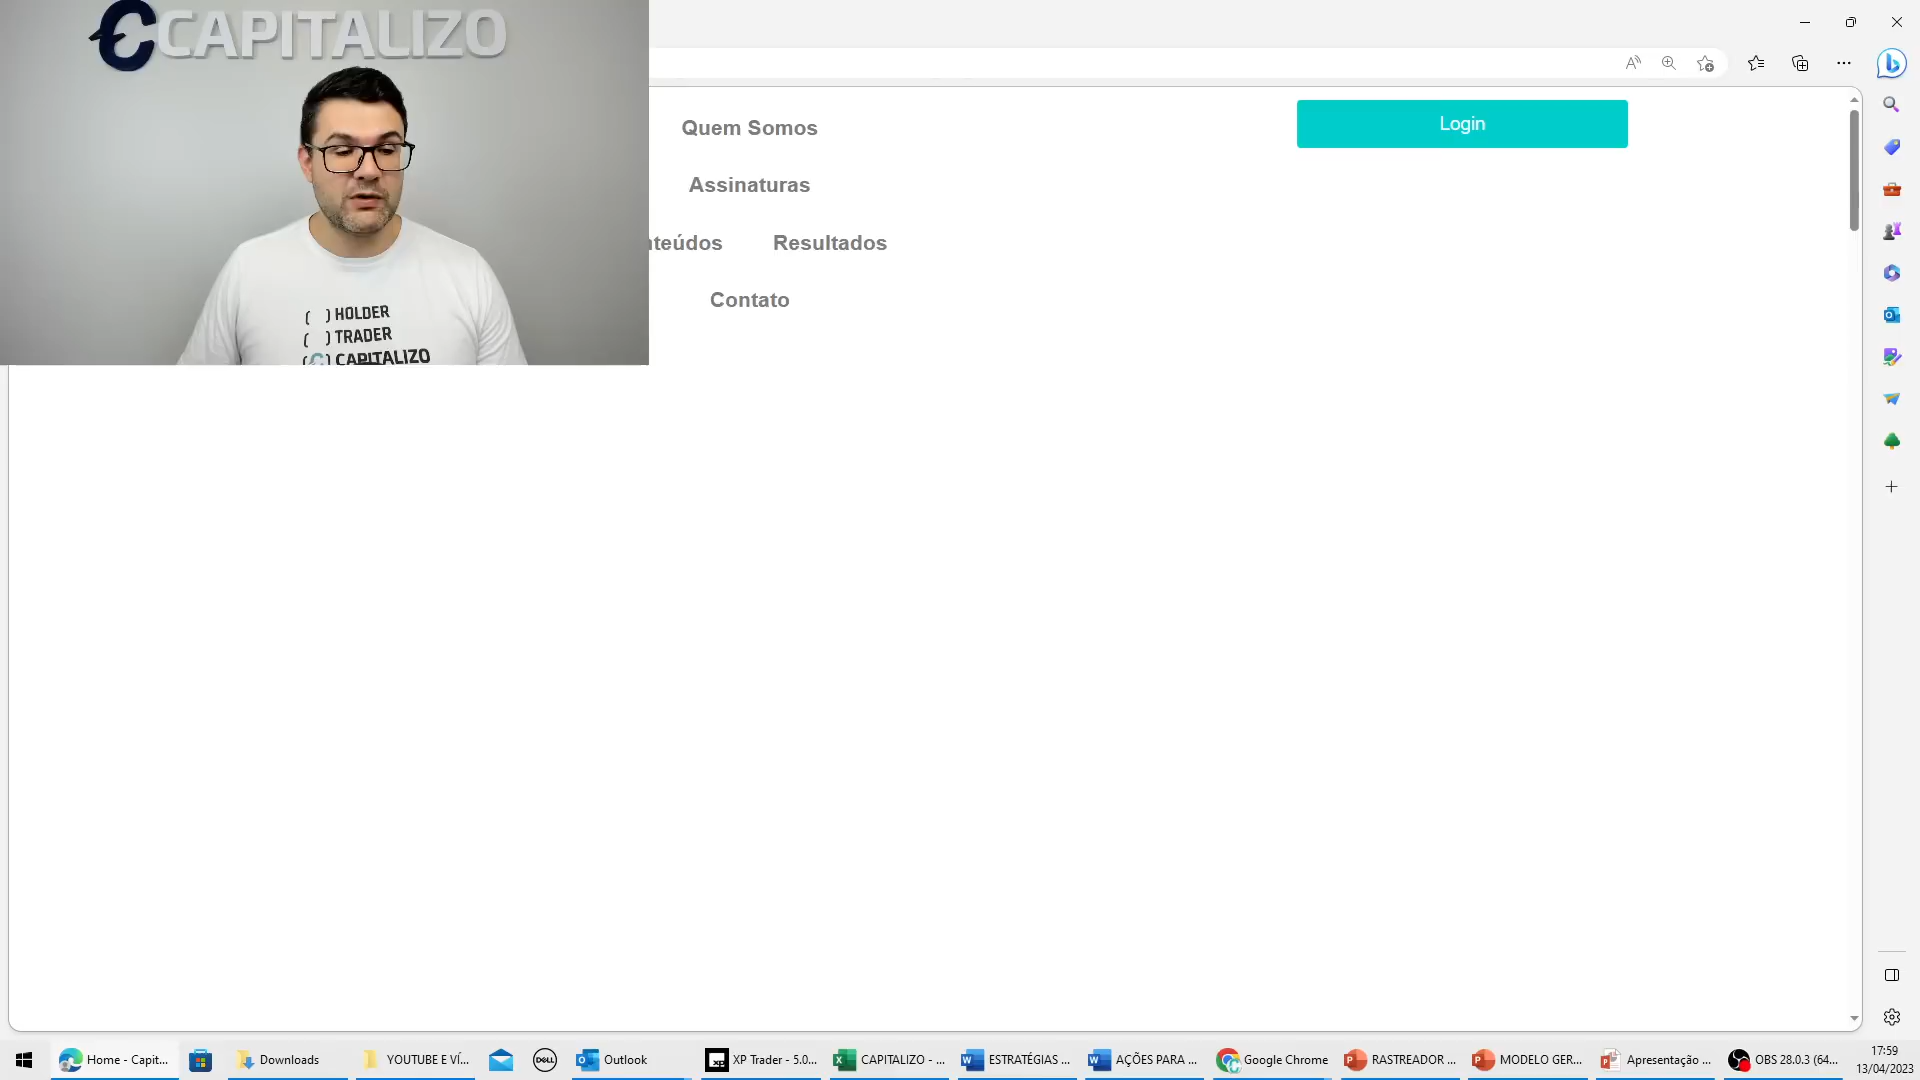 CAPITALIZO
( ) HOLDER
( ) TRADER
( ) CAPITALIZO
Quem Somos
Login
Assinaturas
nteúdos Resultados
Contato
Home - Capit...
Downloads
YOUTUBE E VÍ...
DELL
Outlook
XP Trader - 5.0...
CAPITALIZO - ...
ESTRATÉGIAS ...
AÇÕES PARA ...
Google Chrome
RASTREADOR ...
MODELO GER...
Apresentação ...
OBS 28.0.3 (64...
17:59
13/04/2023